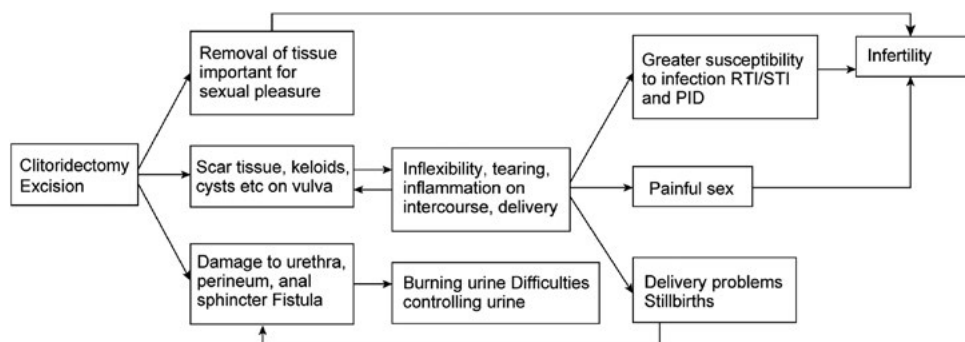 Removal of tissue
important for
sexual pleasure
Greater susceptibility
to infection RTI/STI
and PID
Infertility
Clitoridectomy
Excision
Scar tissue, keloids,
cysts etc on vulva
Inflexibility, tearing,
inflammation on
intercourse, delivery
Painful sex
Damage to urethra,
perineum, anal
sphincter Fistula
Burning urine Difficulties
controlling urine
Delivery problems
Stillbirths